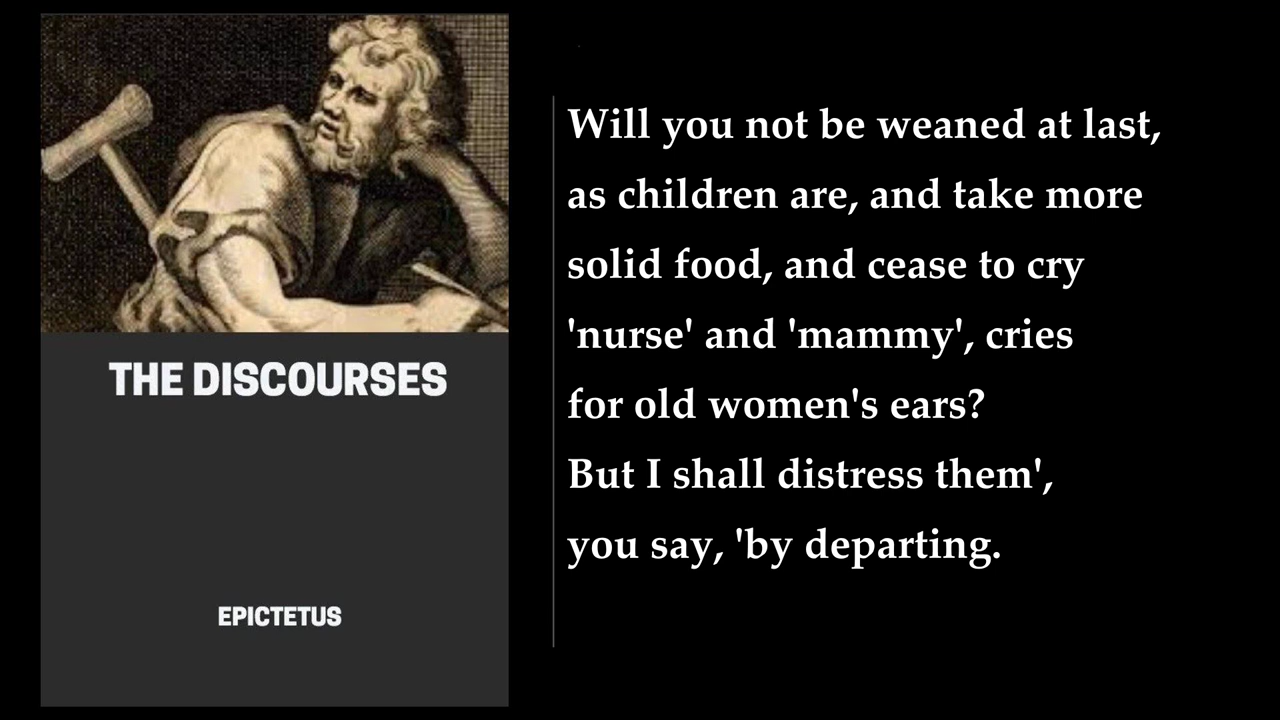 THE DISCOURSES
EPICTETUS
Will you not be weaned at last,
as children are, and take more
solid food, and cease to cry
'nurse' and 'mammy', cries
for old women's ears?
But I shall distress them',
you say, 'by departing.